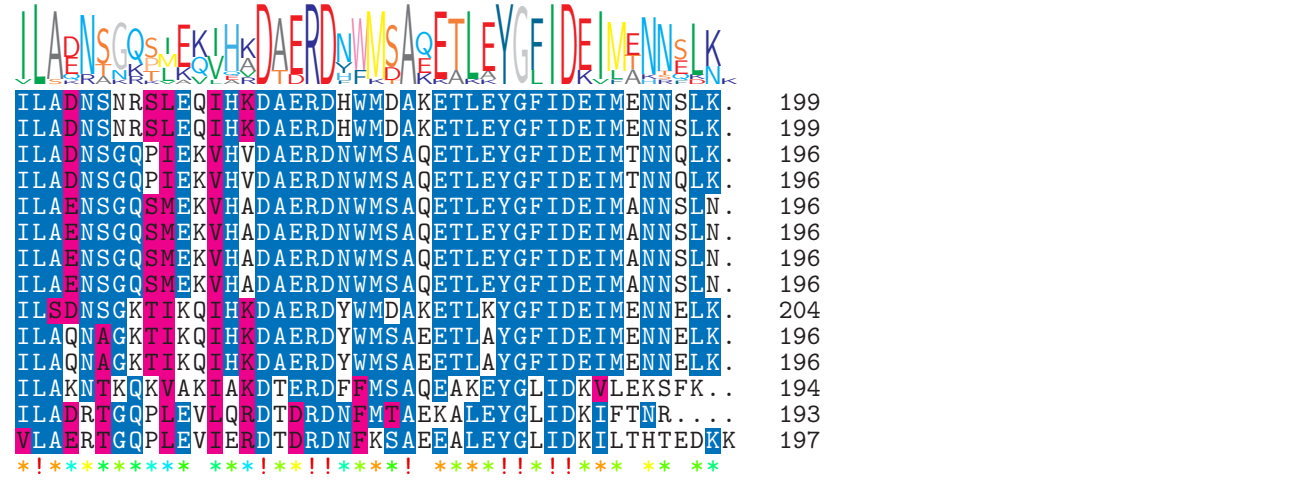 ILADNSNRSLEQIHKDAERDHWMDAKETLEYGFIDEIMENNSLK. 199
ILADNSNRSLEQIHKDAERDHWMDAKETLEYGFIDEIMENNSLK. 199
ILADNSGQPIEKVHVDAERDNWMSAQETLEYGFIDEIMTNNQLK. 196
ILADNSGQPIEKVHVDAERDNWMSAQETLEYGFIDEIMTNNQLK. 196
ILAENSGQSMEKVHADAERDNWMSAQETLEYGFIDEIMANNSLN. 196
ILAENSGQSMEKVHADAERDNWMSAQETLEYGFIDEIMANNSLN. 196
ILAENSGQSMEKVHADAERDNWMSAQETLEYGFIDEIMANNSLN. 196
ILAENSGQSMEKVHADAERDNWMSAQETLEYGFIDEIMANNSLN. 196
ILSDNSGKTIKQIHKDAERDYWMDAKETLKYGFIDEIMENNELK. 204
ILAQNAGKTIKQIHKDAERDYWMSAEETLAYGFIDEIMENNELK. 196
ILAQNAGKTIKQIHKDAERDYWMSAEETLAYGFIDEIMENNELK. 196
ILAKNTKQKVAKIAKDTERDFFMSAQEAKEYGLIDKVLEKSFK.. 194
ILADRTGQPLEVLQRDTDRDNFMTAEKALEYGLIDKIFTNR.... 193
VLAERTGQPLEVIERDTDRDNFKSAEEALEYGLIDKILTHTEDKK 197
*!********* ***!**!!****! ****!!*!!*** ** **